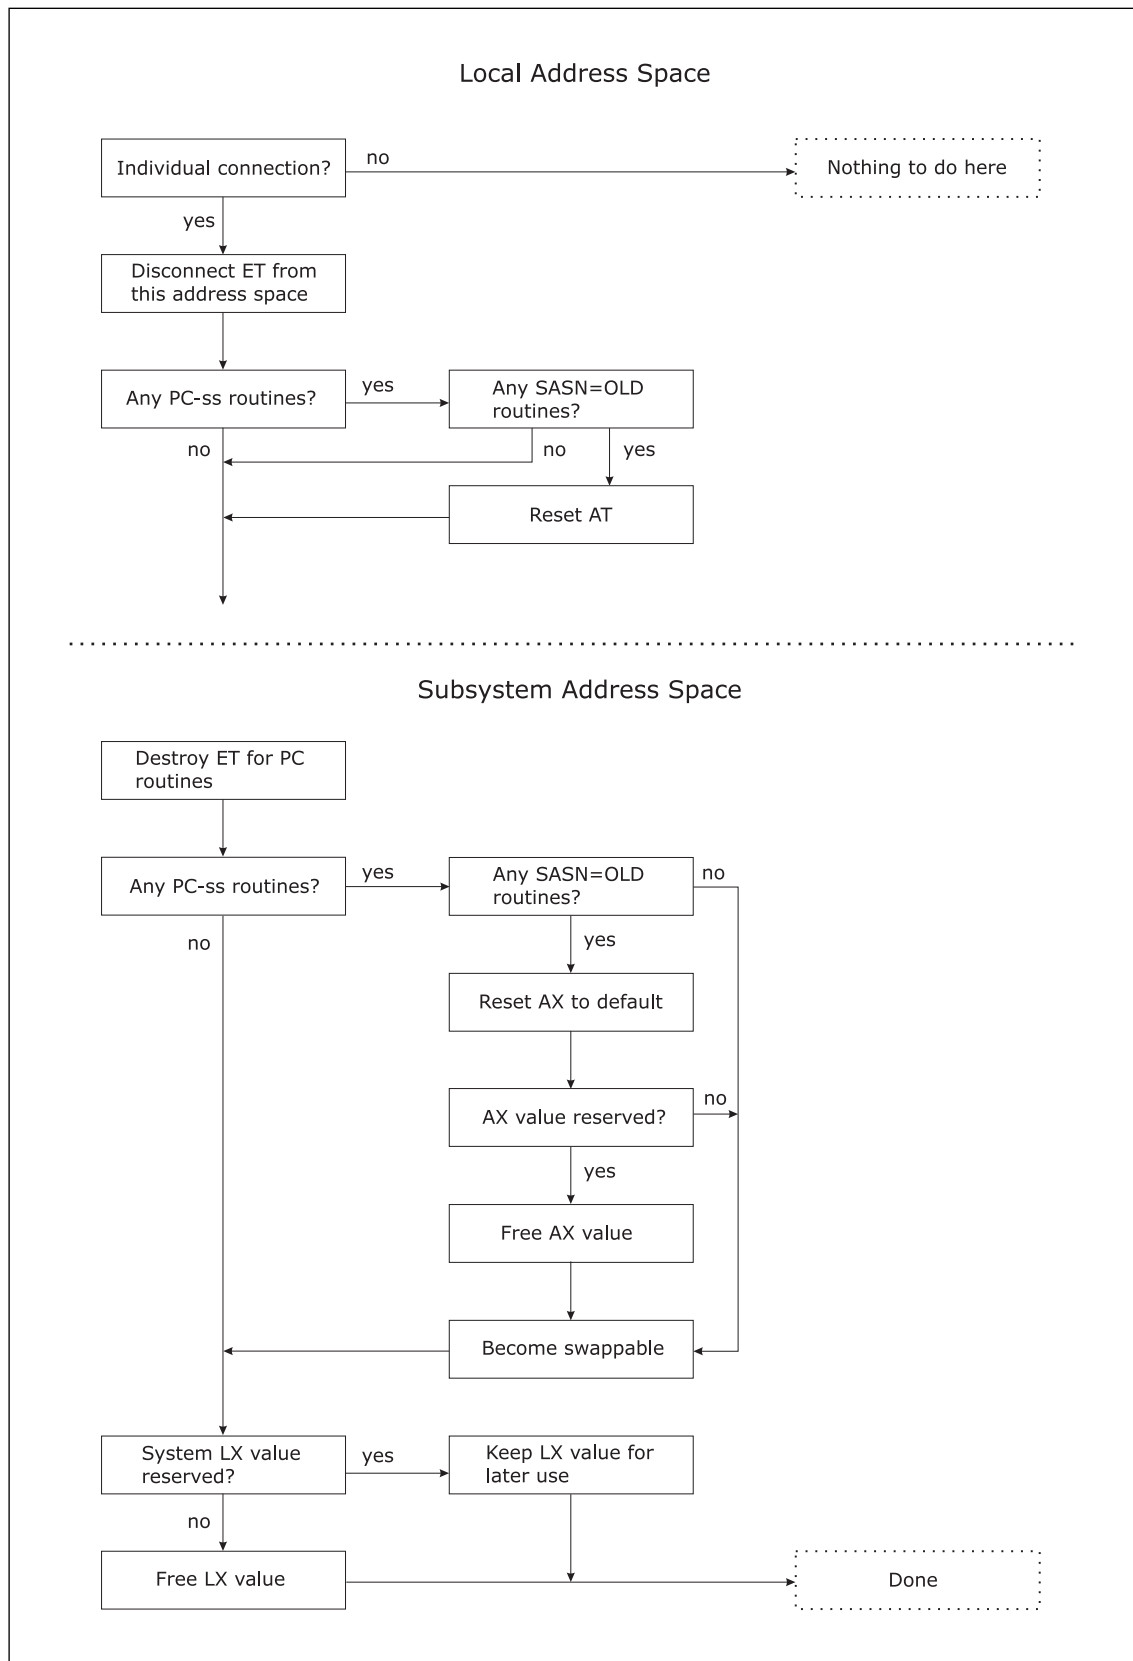 Local Address Space
Individual connection?
no
Nothing to do here
yes
Disconnect ET from
this address space
Any PC-ss routines?
yes
Any SASN=OLD
routines?
no
no
yes
Reset AT
Subsystem Address Space
Destroy ET for PC
routines
Any PC-ss routines?
yes
Any SASN=OLD
routines?
no
no
yes
Reset AX to default
AX value reserved?
no
yes
Free AX value
Become swappable
System LX value
reserved?
yes
Keep LX value for
later use
no
Free LX value
Done